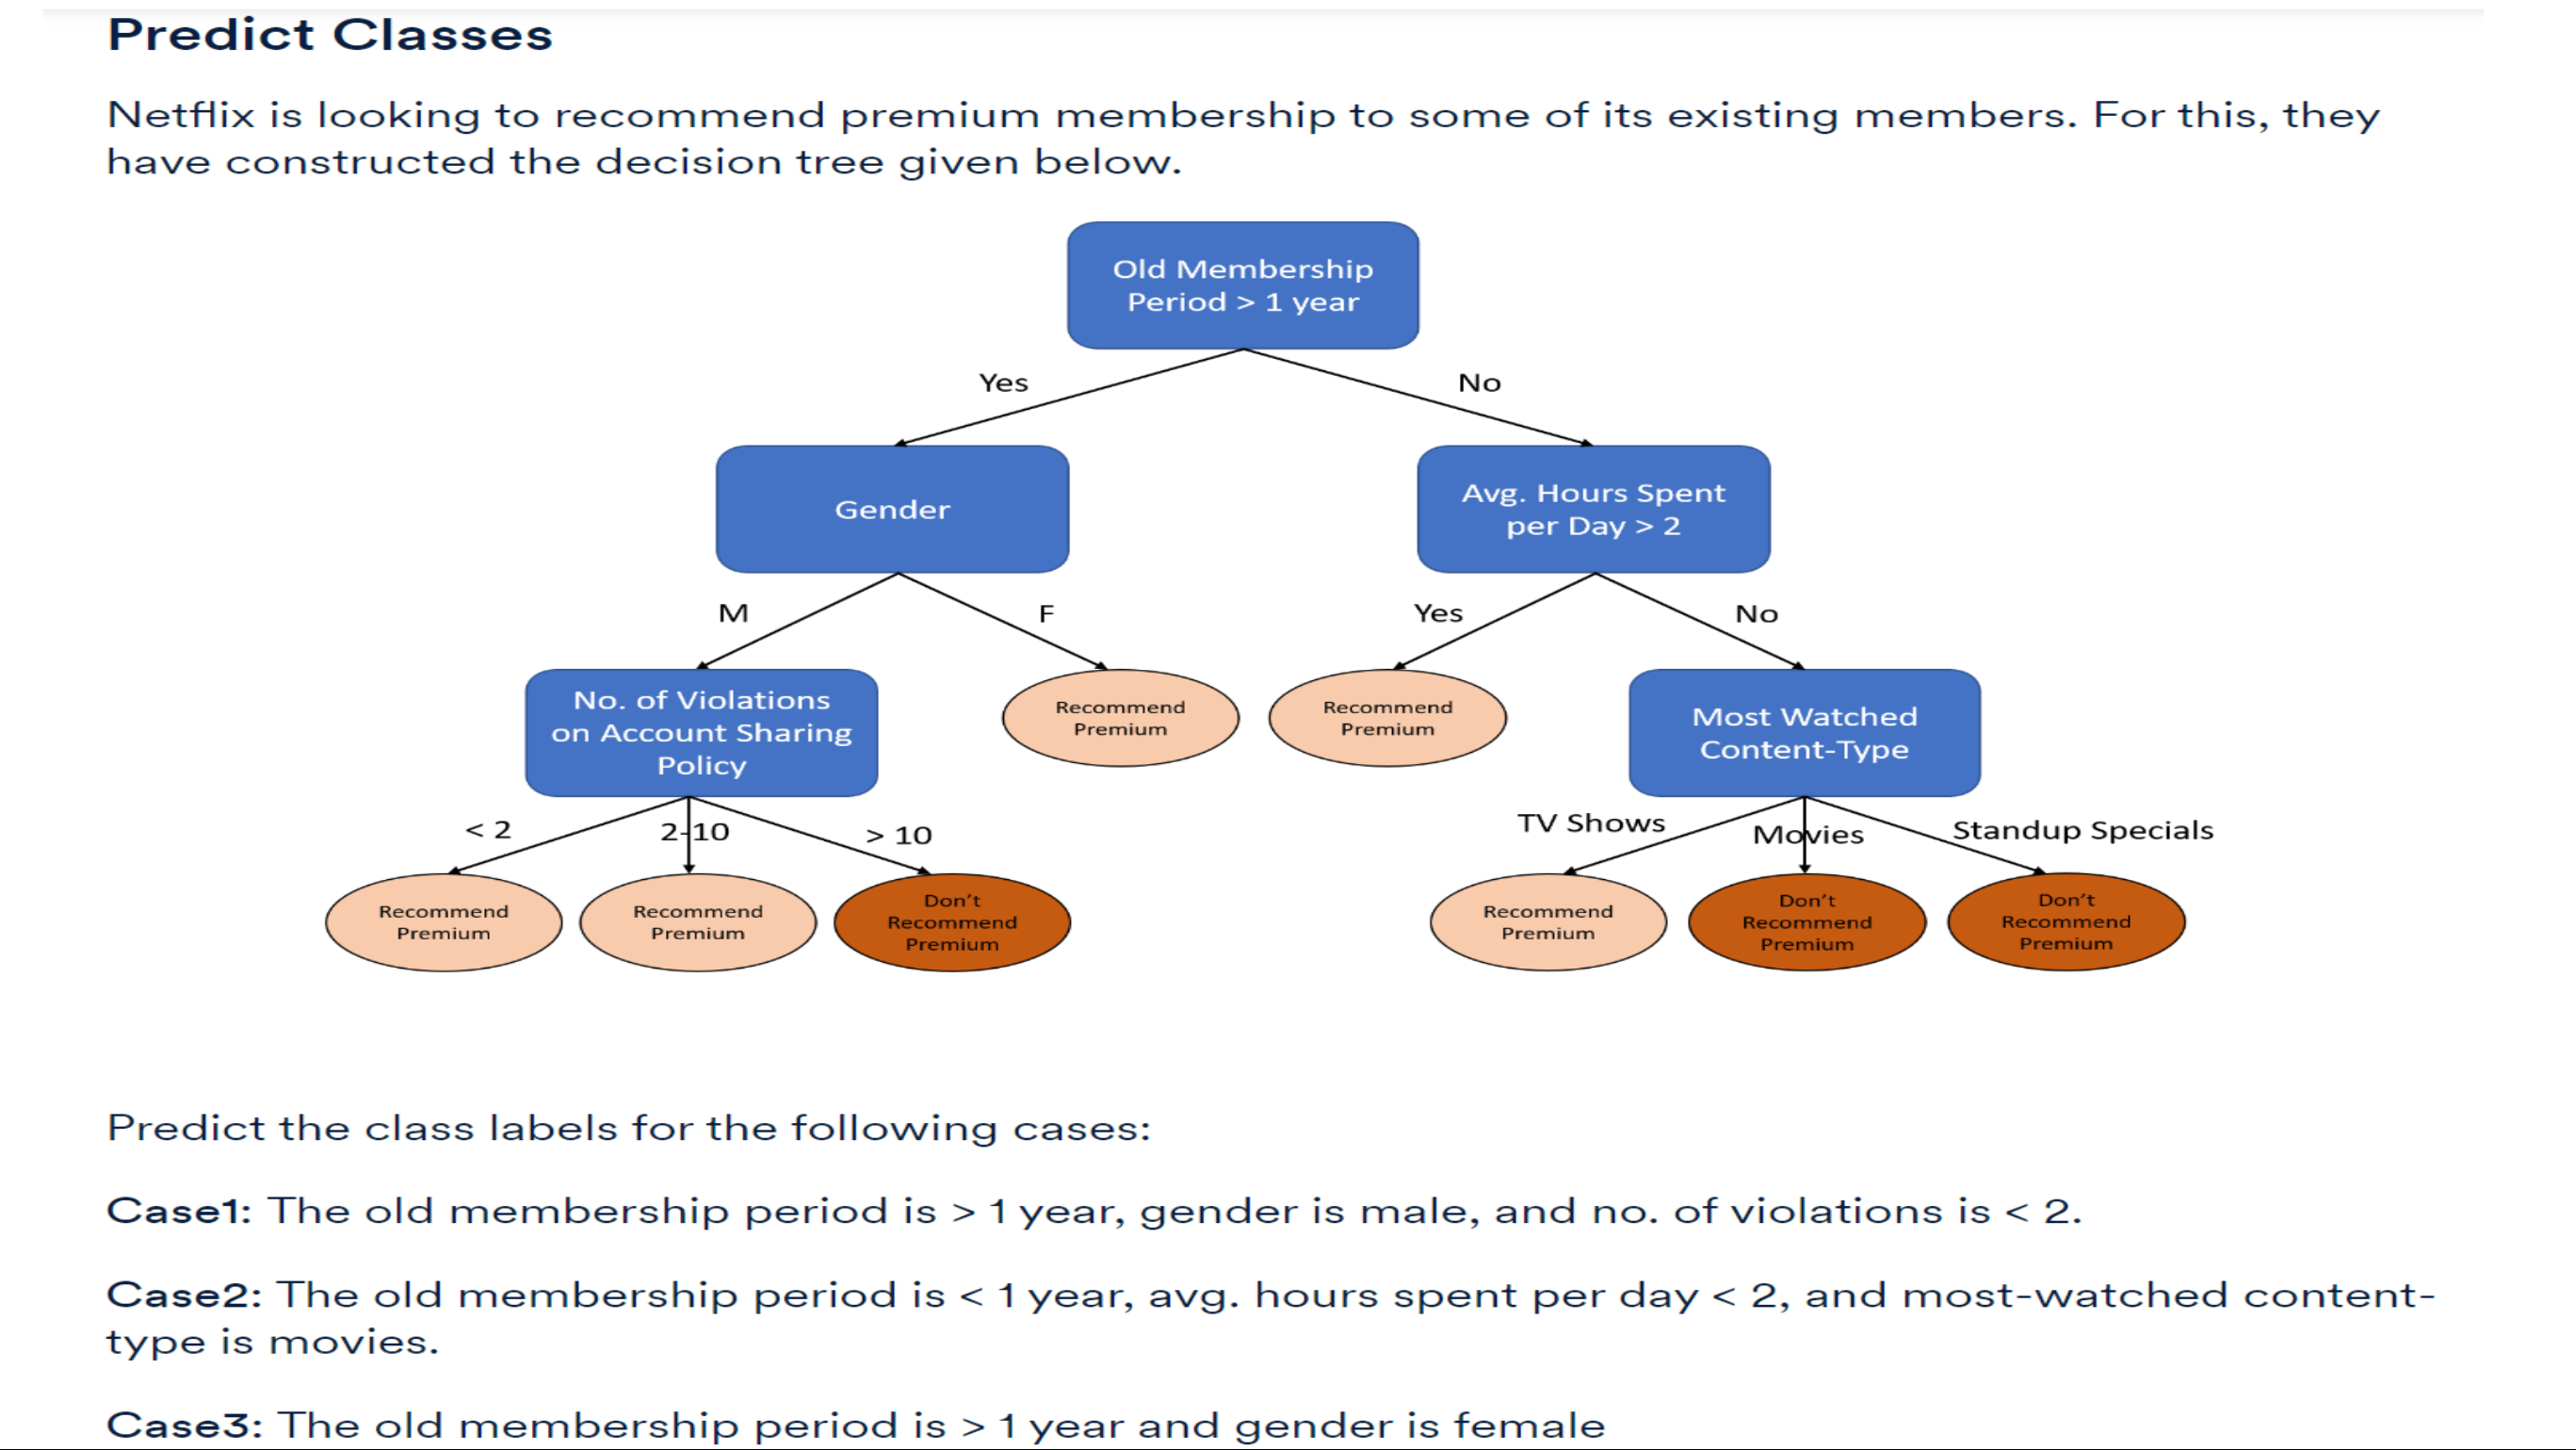 Predict Classes
Netflix is looking to recommend premium membership to some of its existing members. For this, they
have constructed the decision tree given below.
Old Membership
Period > 1 year
Yes
No
Gender
Avg. Hours Spent
per Day > 2
M
F
Yes
No
No. of Violations
on Account Sharing
Policy
Recommend
Premium
Recommend
Premium
Most Watched
Content-Type
< 2
2-10
> 10
TV Shows
Movies
Standup Specials
Recommend
Premium
Recommend
Premium
Don't
Recommend
Premium
Recommend
Premium
Don't
Recommend
Premium
Don't
Recommend
Premium
Predict the class labels for the following cases:
Case1: The old membership period is > 1 year, gender is male, and no. of violations is < 2.
Case2: The old membership period is < 1 year, avg. hours spent per day < 2, and most-watched content-
type is movies.
Case3: The old membership period is > 1 year and gender is female